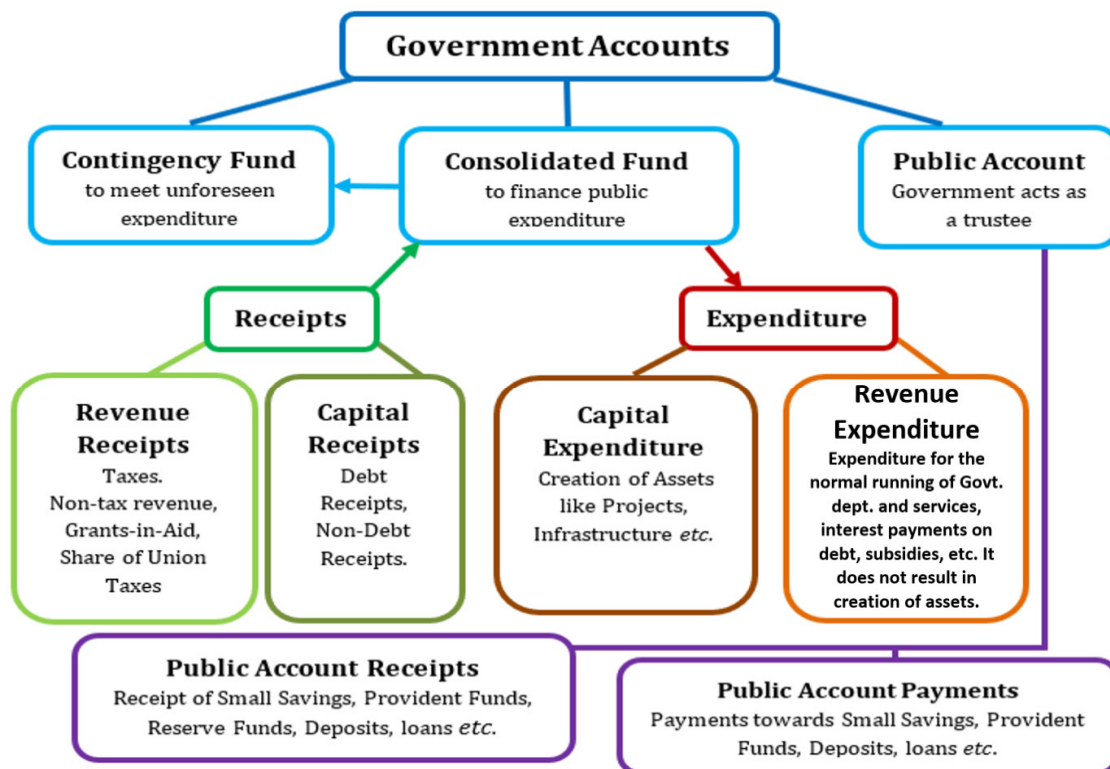 Government Accounts
Contingency Fund
to meet unforeseen
expenditure
Consolidated Fund
to finance public
expenditure
Public Account
Government acts as
a trustee
Receipts
Expenditure
Revenue
Receipts
Taxes.
Non-tax revenue,
Grants-in-Aid,
Share of Union
Taxes
Capital
Receipts
Debt
Receipts,
Non-Debt
Receipts.
Capital
Expenditure
Creation of Assets
like Projects,
Infrastructure etc.
Revenue
Expenditure
Expenditure for the
normal running of Govt.
dept. and services,
interest payments on
debt, subsidies, etc. It
does not result in
creation of assets.
Public Account Receipts
Receipt of Small Savings, Provident Funds,
Reserve Funds, Deposits, loans etc.
Public Account Payments
Payments towards Small Savings, Provident
Funds, Deposits, loans etc.